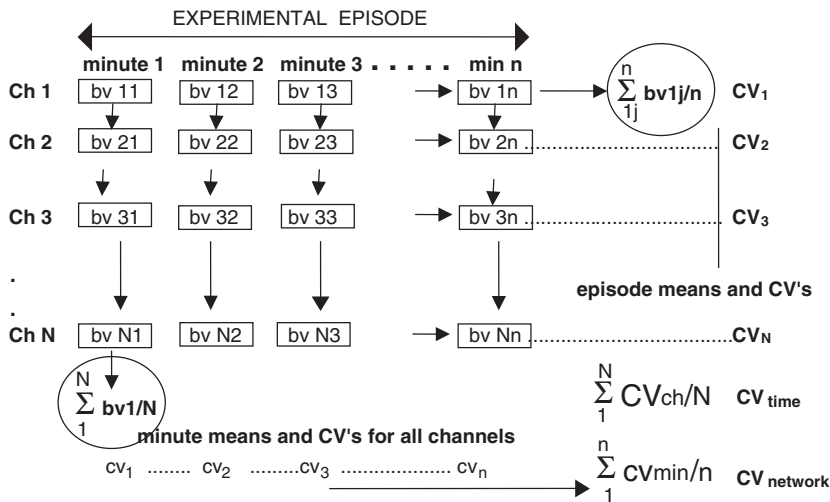 EXPERIMENTAL EPISODE
minute 1 minute 2 minute 3 . . . . . min n
Ch 1 bv 11 bv 12 bv 13 bv 1n n Σ 1j bv1j/n CV1
Ch 2 bv 21 bv 22 bv 23 bv 2n ........ CV2
Ch 3 bv 31 bv 32 bv 33 bv 3n ........ CV3
.
.
episode means and CV's
Ch N bv N1 bv N2 bv N3 bv Nn ........ CVN
N Σ 1 bv1/N
N Σ 1 CVch/N CV time
minute means and CV's for all channels
cv1 ........ cv2 ........cv3 .................... cvn
n Σ 1 CVmin/n CV network